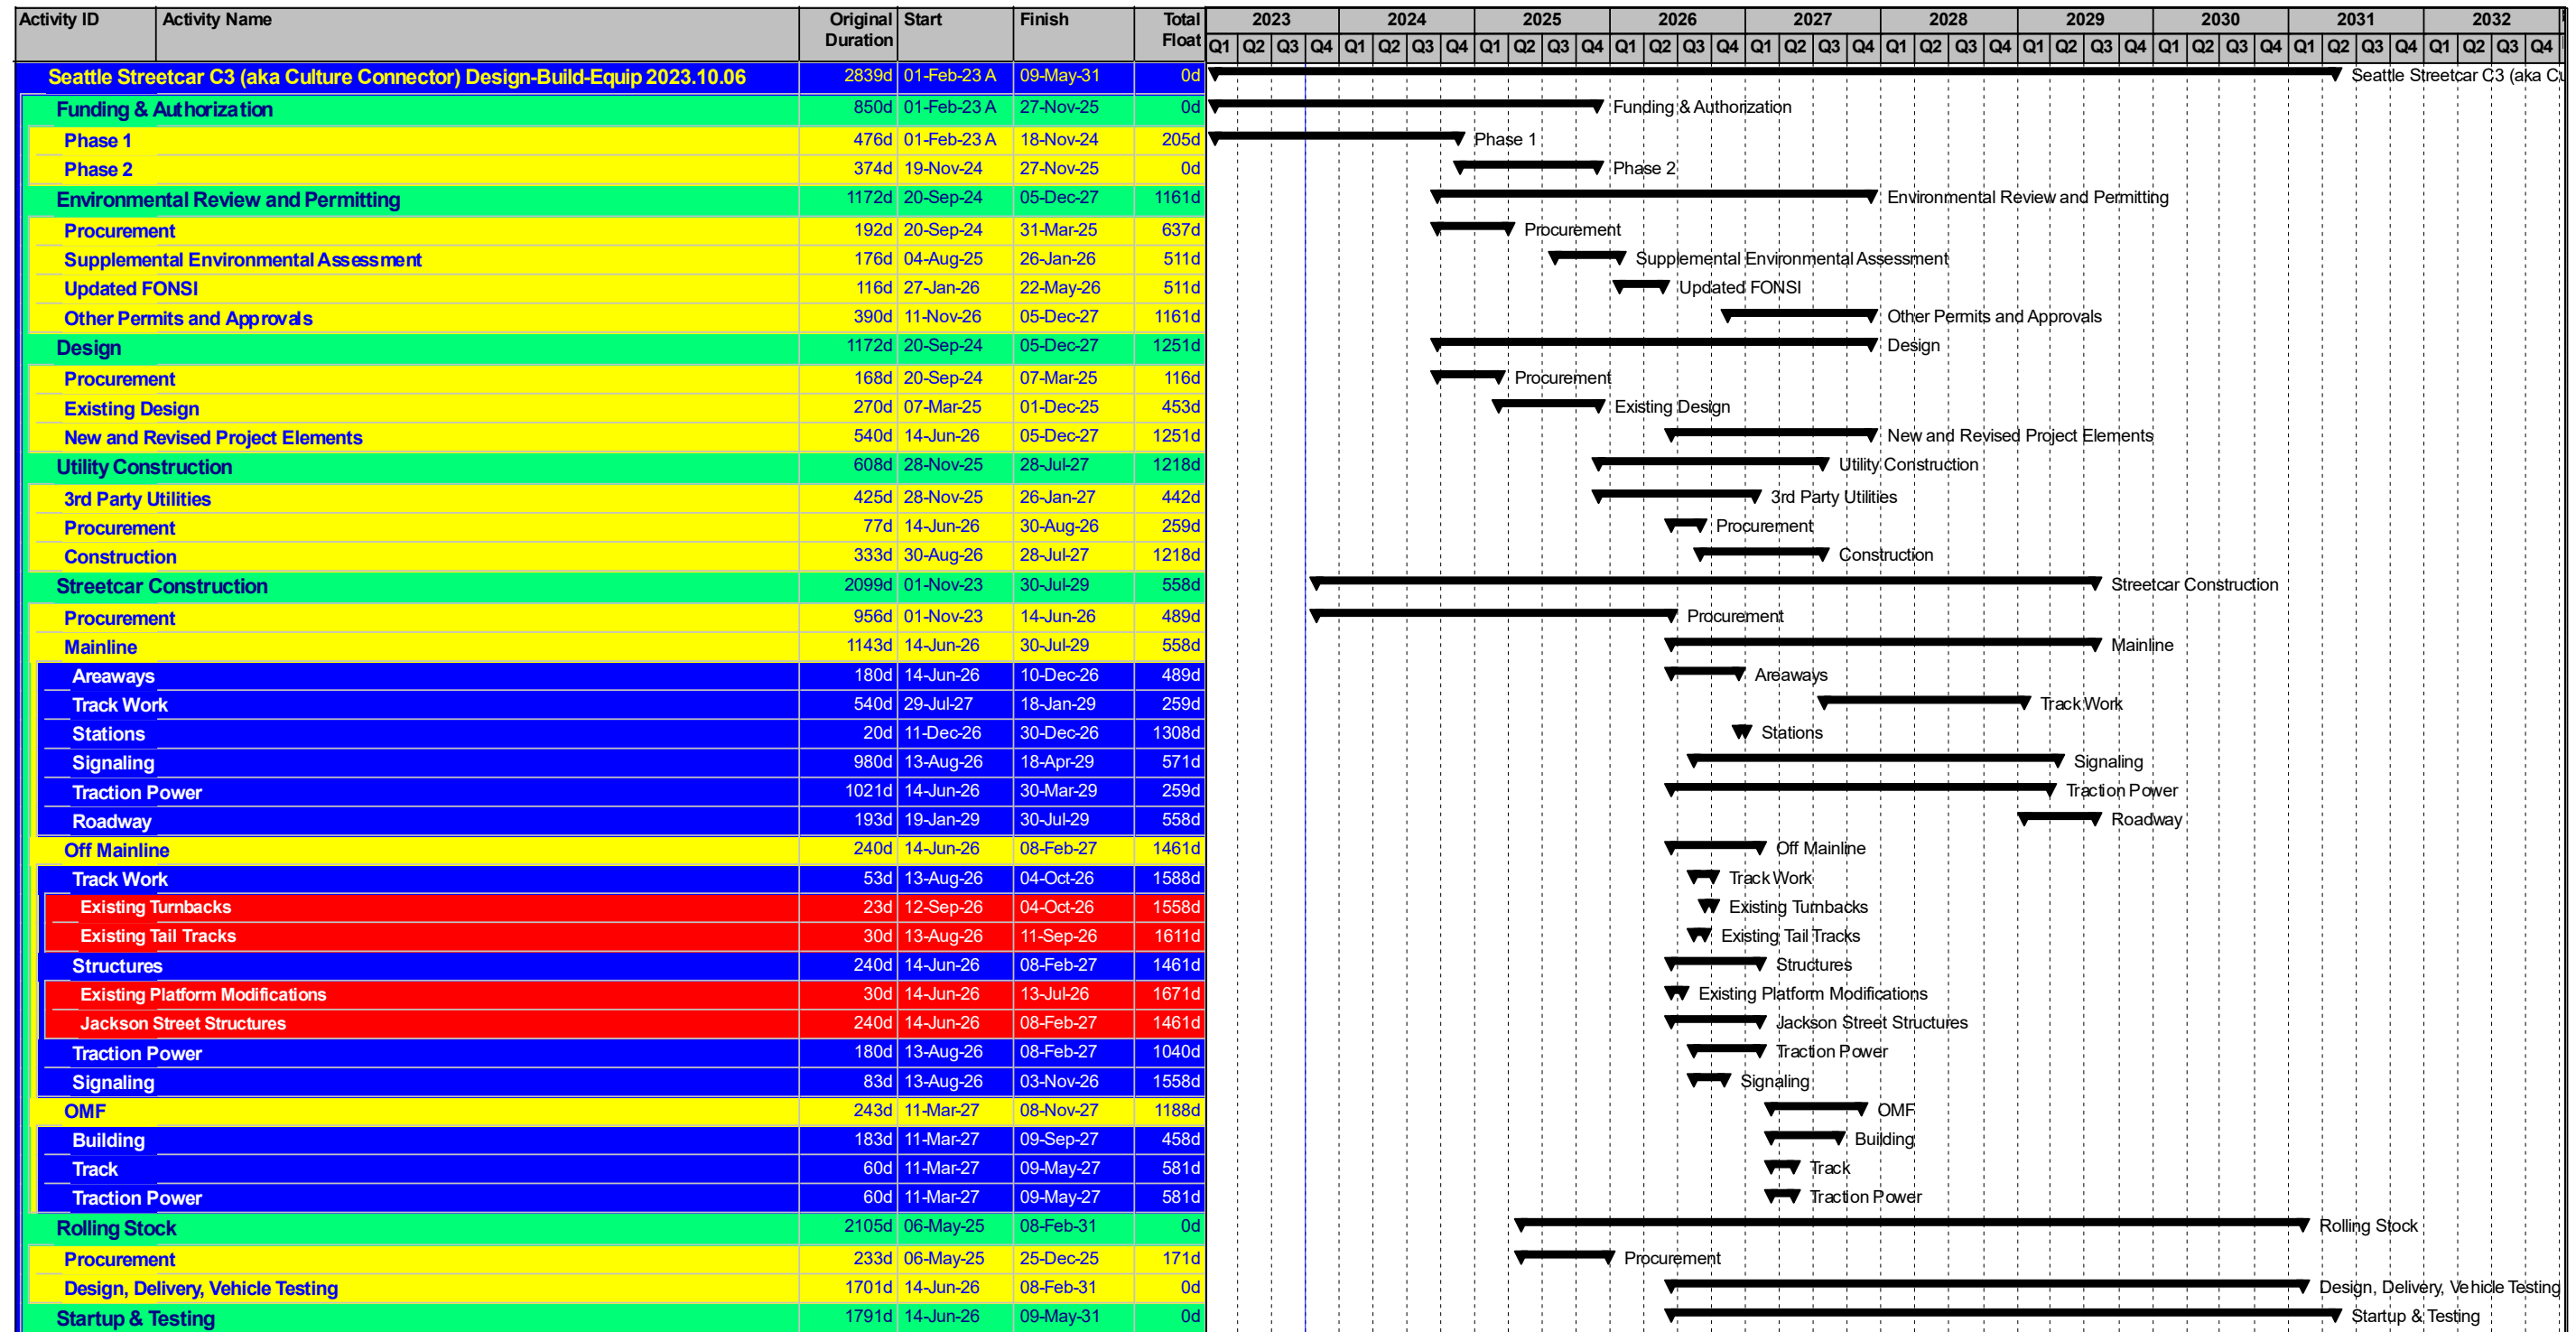 Activity ID Activity Name Original Duration Start Finish Total Float 2023 2024 2025 2026 2027 2028 2029 2030 2031 2032
Q1 Q2 Q3 Q4 Q1 Q2 Q3 Q4 Q1 Q2 Q3 Q4 Q1 Q2 Q3 Q4 Q1 Q2 Q3 Q4 Q1 Q2 Q3 Q4 Q1 Q2 Q3 Q4 Q1 Q2 Q3 Q4 Q1 Q2 Q3 Q4 Q1 Q2 Q3 Q4
Seattle Streetcar C3 (aka Culture Connector) Design-Build-Equip 2023.10.06 2839d 01-Feb-23 A 09-May-31 0d Seattle Streetcar C3 (aka Cu
Funding & Authorization 850d 01-Feb-23 A 27-Nov-25 0d Funding & Authorization
Phase 1 476d 01-Feb-23 A 18-Nov-24 205d Phase 1
Phase 2 374d 19-Nov-24 27-Nov-25 0d Phase 2
Environmental Review and Permitting 1172d 20-Sep-24 05-Dec-27 1161d Environmental Review and Permitting
Procurement 192d 20-Sep-24 31-Mar-25 637d Procurement
Supplemental Environmental Assessment 176d 04-Aug-25 26-Jan-26 511d Supplemental Environmental Assessment
Updated FONSI 116d 27-Jan-26 22-May-26 511d Updated FONSI
Other Permits and Approvals 390d 11-Nov-26 05-Dec-27 1161d Other Permits and Approvals
Design 1172d 20-Sep-24 05-Dec-27 1251d Design
Procurement 168d 20-Sep-24 07-Mar-25 116d Procurement
Existing Design 270d 07-Mar-25 01-Dec-25 453d Existing Design
New and Revised Project Elements 540d 14-Jun-26 05-Dec-27 1251d New and Revised Project Elements
Utility Construction 608d 28-Nov-25 28-Jul-27 1218d Utility Construction
3rd Party Utilities 425d 28-Nov-25 26-Jan-27 442d 3rd Party Utilities
Procurement 77d 14-Jun-26 30-Aug-26 259d Procurement
Construction 333d 30-Aug-26 28-Jul-27 1218d Construction
Streetcar Construction 2099d 01-Nov-23 30-Jul-29 558d Streetcar Construction
Procurement 956d 01-Nov-23 14-Jun-26 489d Procurement
Mainline 1143d 14-Jun-26 30-Jul-29 558d Mainline
Areaways 180d 14-Jun-26 10-Dec-26 489d Areaways
Track Work 540d 29-Jul-27 18-Jan-29 259d Track Work
Stations 20d 11-Dec-26 30-Dec-26 1308d Stations
Signaling 980d 13-Aug-26 18-Apr-29 571d Signaling
Traction Power 1021d 14-Jun-26 30-Mar-29 259d Traction Power
Roadway 193d 19-Jan-29 30-Jul-29 558d Roadway
Off Mainline 240d 14-Jun-26 08-Feb-27 1461d Off Mainline
Track Work 53d 13-Aug-26 04-Oct-26 1588d Track Work
Existing Turnbacks 23d 12-Sep-26 04-Oct-26 1558d Existing Turnbacks
Existing Tail Tracks 30d 13-Aug-26 11-Sep-26 1611d Existing Tail Tracks
Structures 240d 14-Jun-26 08-Feb-27 1461d Structures
Existing Platform Modifications 30d 14-Jun-26 13-Jul-26 1671d Existing Platform Modifications
Jackson Street Structures 240d 14-Jun-26 08-Feb-27 1461d Jackson Street Structures
Traction Power 180d 13-Aug-26 08-Feb-27 1040d Traction Power
Signaling 83d 13-Aug-26 03-Nov-26 1558d Signaling
OMF 243d 11-Mar-27 08-Nov-27 1188d OMF
Building 183d 11-Mar-27 09-Sep-27 458d Building
Track 60d 11-Mar-27 09-May-27 581d Track
Traction Power 60d 11-Mar-27 09-May-27 581d Traction Power
Rolling Stock 2105d 06-May-25 08-Feb-31 0d Rolling Stock
Procurement 233d 06-May-25 25-Dec-25 171d Procurement
Design, Delivery, Vehicle Testing 1701d 14-Jun-26 08-Feb-31 0d Design, Delivery, Vehicle Testing
Startup & Testing 1791d 14-Jun-26 09-May-31 0d Startup & Testing